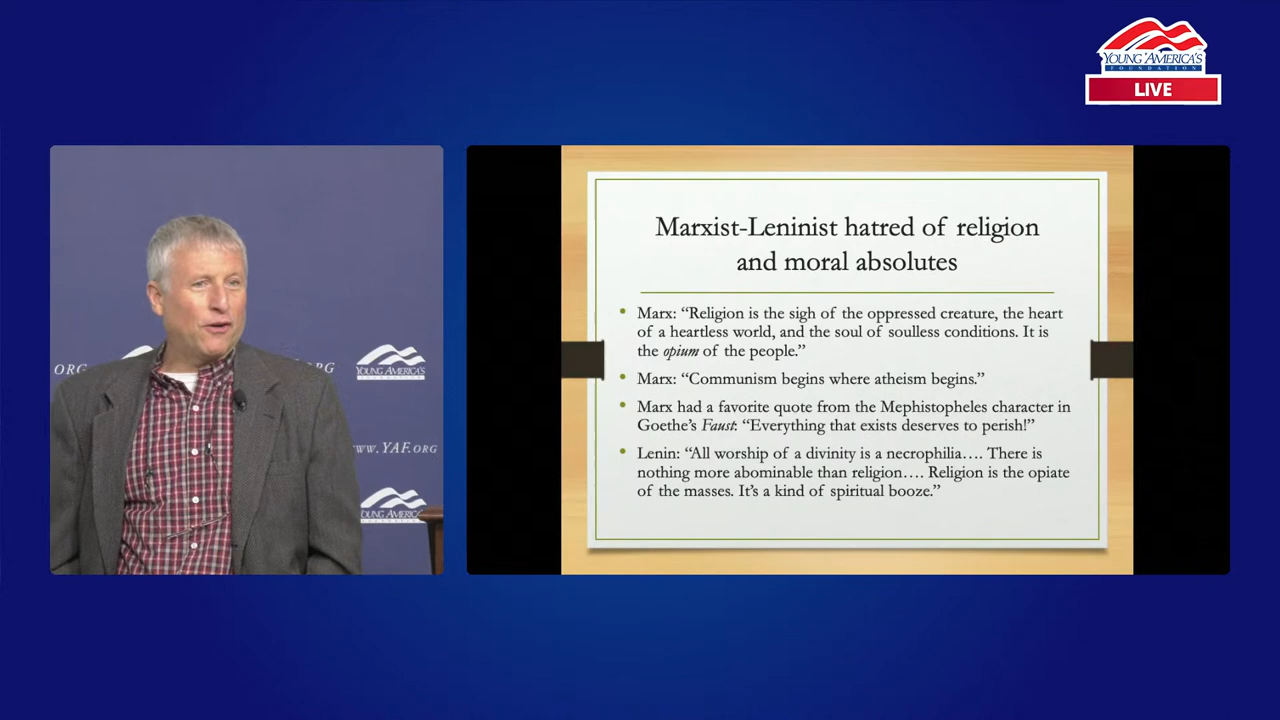 YOUNG AMERICA'S
FOUNDATION
LIVE
ORG
ORG
YOUNG AMERICA'S
FOUNDATION
WWW.YAF.ORG
YOUNG AMERICA'S
FOUNDATION
Marxist-Leninist hatred of religion
and moral absolutes
• Marx: “Religion is the sigh of the oppressed creature, the heart
of a heartless world, and the soul of soulless conditions. It is
the opium of the people.”
• Marx: “Communism begins where atheism begins.”
• Marx had a favorite quote from the Mephistopheles character in
Goethe’s Faust: “Everything that exists deserves to perish!”
• Lenin: “All worship of a divinity is a necrophilia…. There is
nothing more abominable than religion…. Religion is the opiate
of the masses. It’s a kind of spiritual booze.”